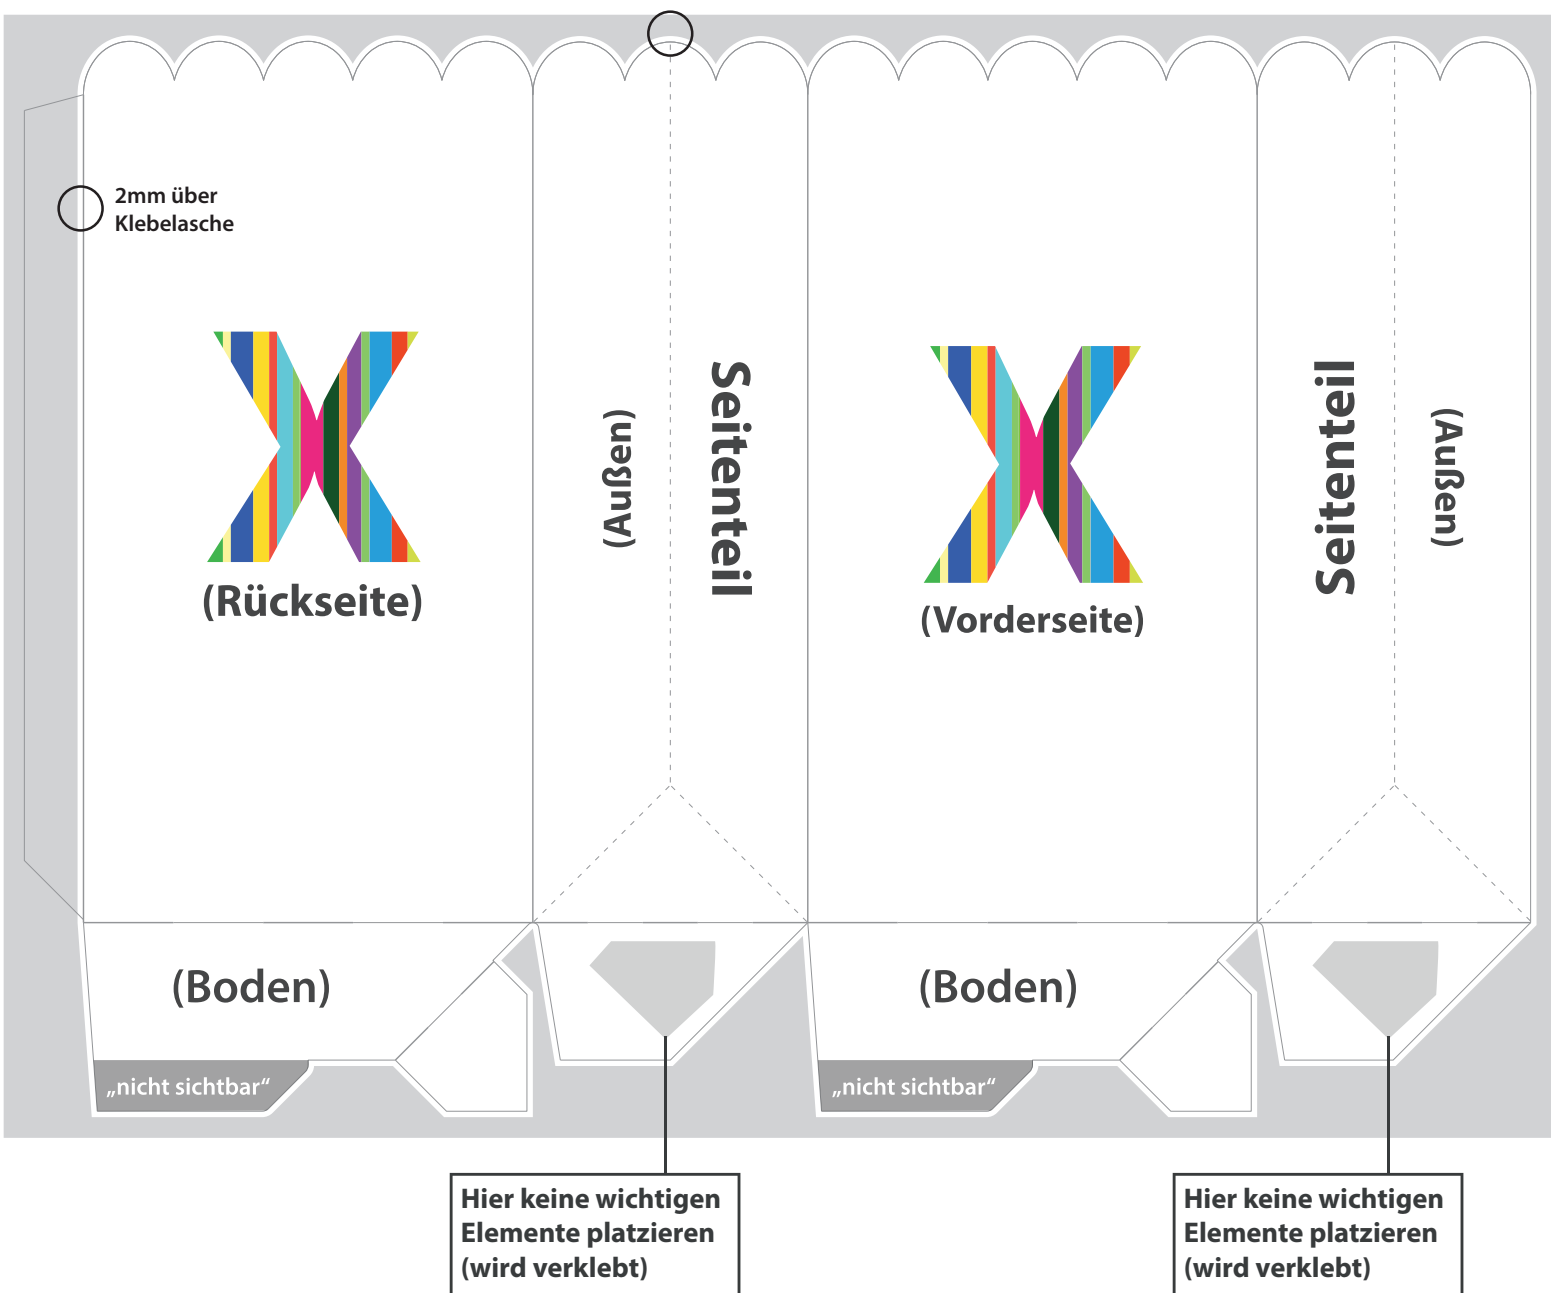 2mm über
Klebelasche
(Rückseite)
(Außen)
Seitenteil
(Vorderseite)
Seitenteil
(Außen)
(Boden)
„nicht sichtbar“
(Boden)
„nicht sichtbar“
Hier keine wichtigen
Elemente platzieren
(wird verklebt)
Hier keine wichtigen
Elemente platzieren
(wird verklebt)